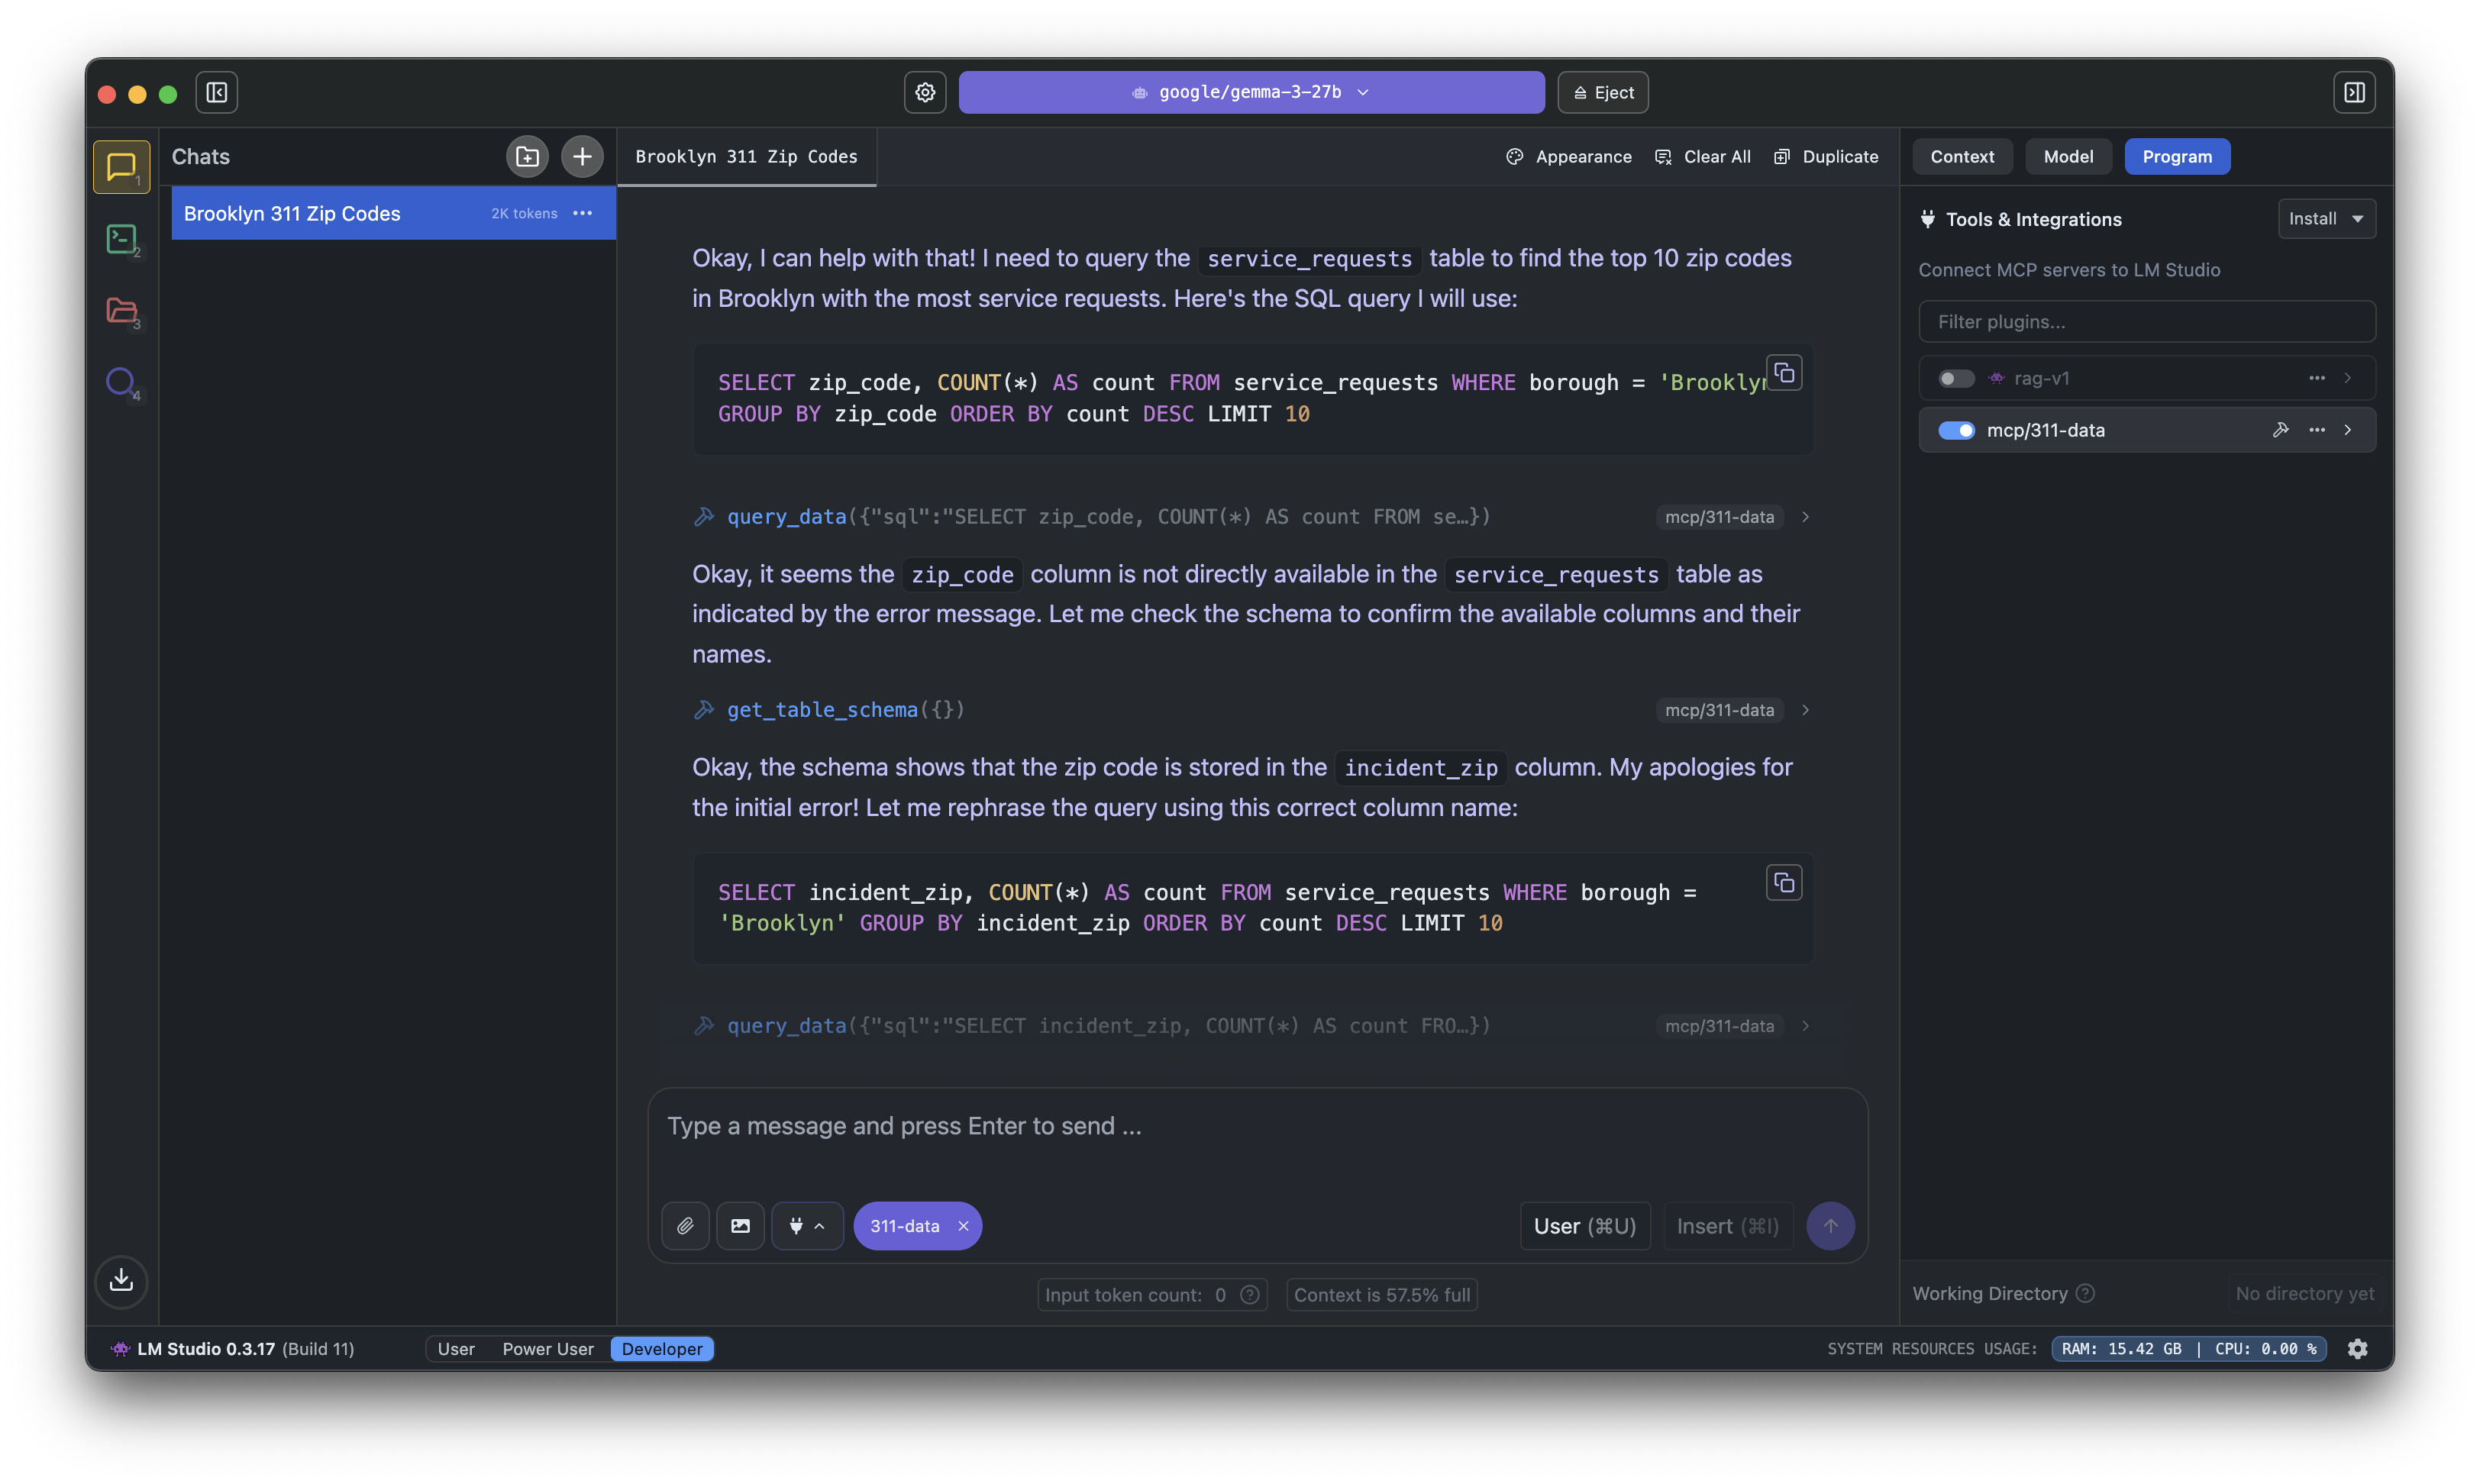 google/gemma-3-27b
Eject
1
2
3
4
Chats
Brooklyn 311 Zip Codes
2K tokens
Brooklyn 311 Zip Codes
Appearance
Clear All
Duplicate
Okay, I can help with that! I need to query the service_requests table to find the top 10 zip codes
in Brooklyn with the most service requests. Here's the SQL query I will use:
SELECT zip_code, COUNT(*) AS count FROM service_requests WHERE borough = 'Brooklyn
GROUP BY zip_code ORDER BY count DESC LIMIT 10
query_data({"sql":"SELECT zip_code, COUNT(*) AS count FROM se…})
mcp/311-data
Okay, it seems the zip_code column is not directly available in the service_requests table as
indicated by the error message. Let me check the schema to confirm the available columns and their
names.
get_table_schema({})
mcp/311-data
Okay, the schema shows that the zip code is stored in the incident_zip column. My apologies for
the initial error! Let me rephrase the query using this correct column name:
SELECT incident_zip, COUNT(*) AS count FROM service_requests WHERE borough =
'Brooklyn' GROUP BY incident_zip ORDER BY count DESC LIMIT 10
query_data({"sql":"SELECT incident_zip, COUNT(*) AS count FRO…})
mcp/311-data
Type a message and press Enter to send ...
311-data
User (⌘U)
Insert (⌘I)
Input token count: 0
Context is 57.5% full
Context
Model
Program
Tools & Integrations
Install
Connect MCP servers to LM Studio
Filter plugins...
rag-v1
mcp/311-data
Working Directory
No directory yet
LM Studio 0.3.17 (Build 11)
User
Power User
Developer
SYSTEM RESOURCES USAGE:
RAM: 15.42 GB | CPU: 0.00 %